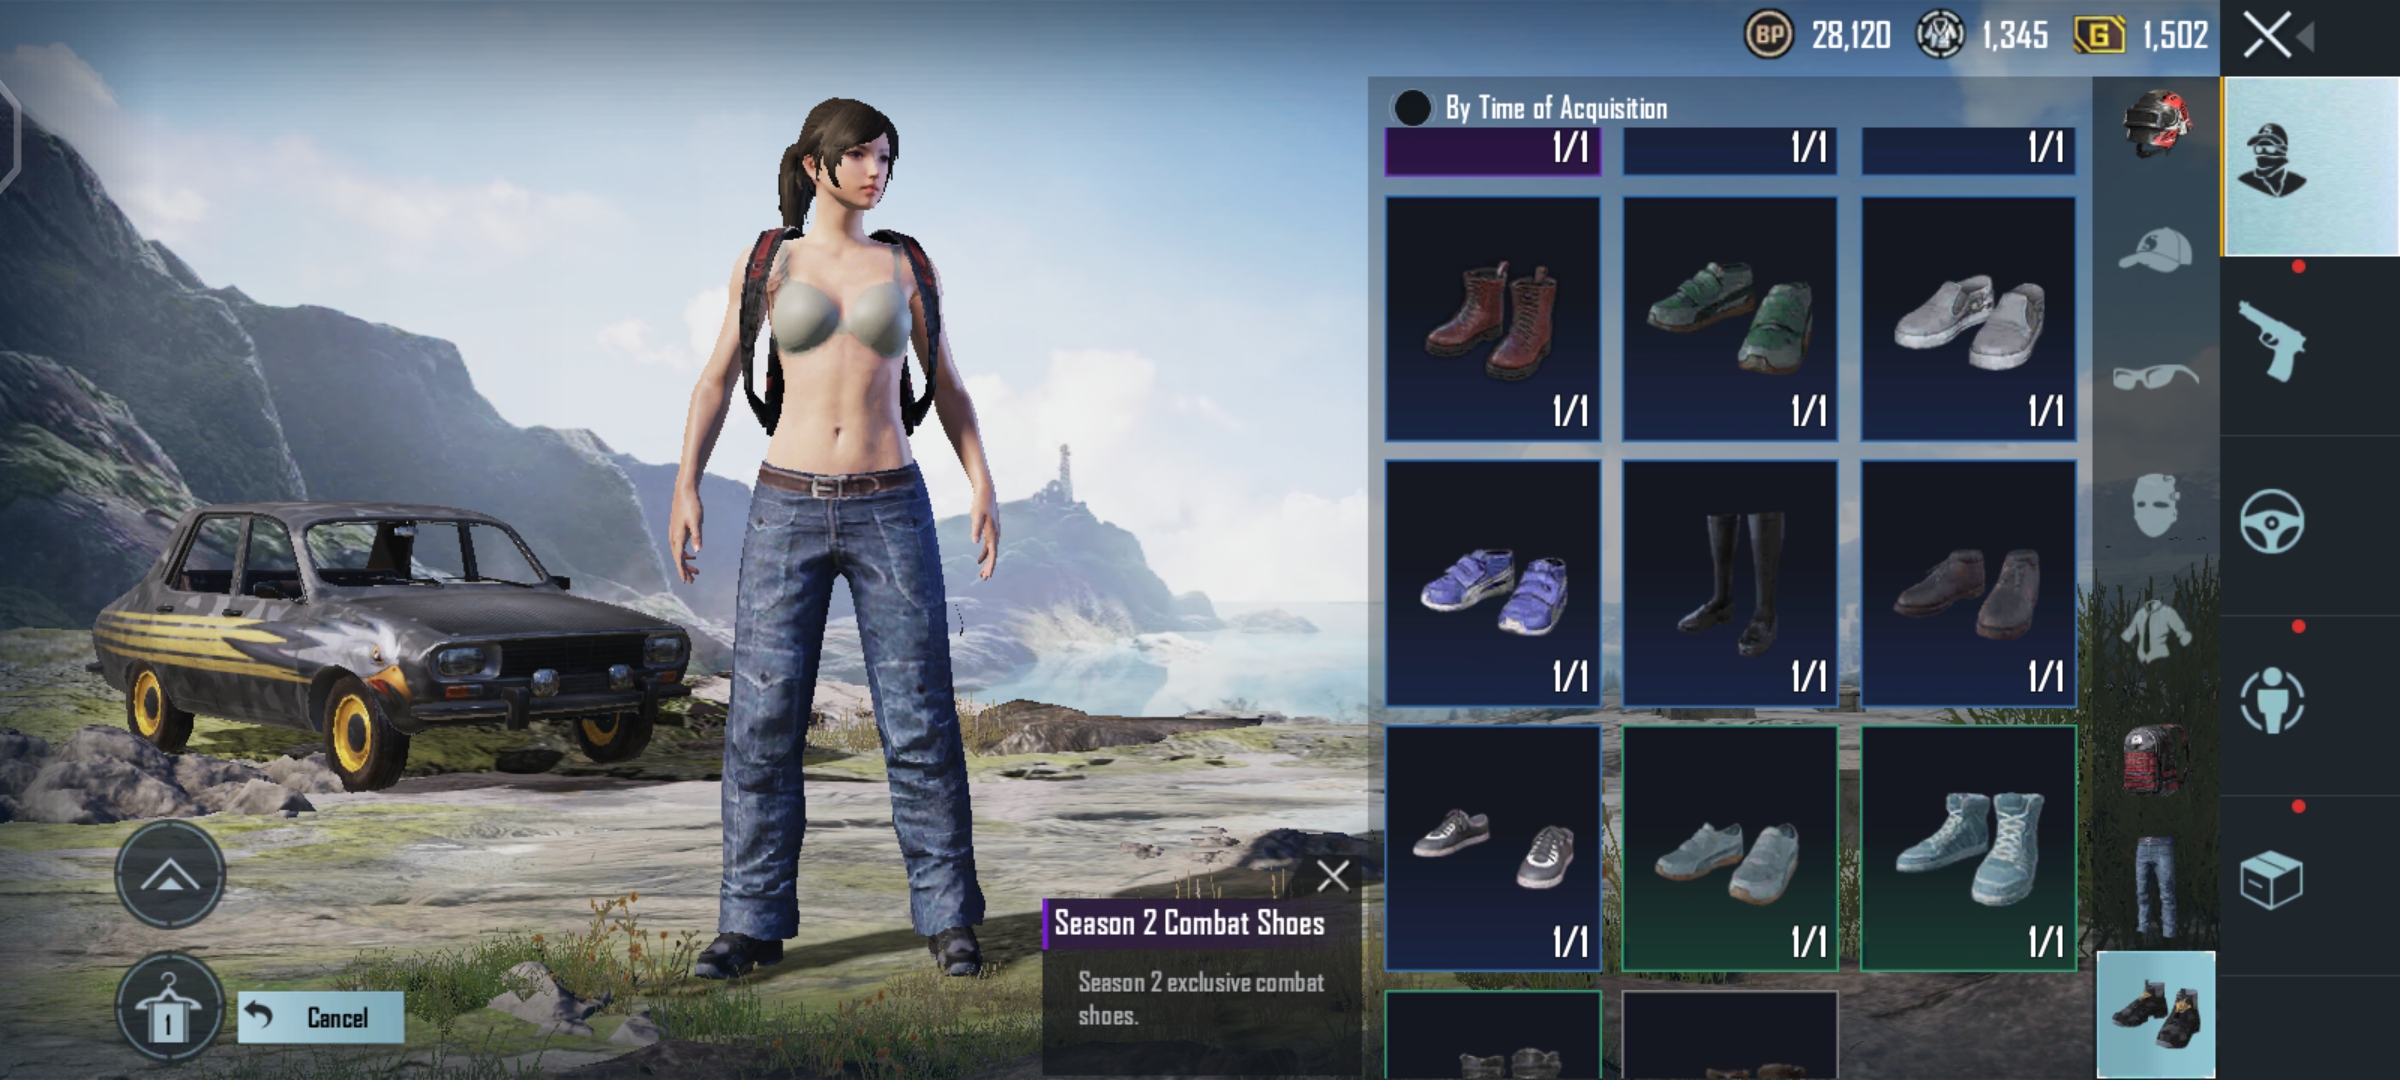 BP 28,120 1,345 G 1,502
By Time of Acquisition
1/1 1/1 1/1
1/1 1/1 1/1
1/1 1/1 1/1
1/1 1/1 1/1
Season 2 Combat Shoes
Season 2 exclusive combat
shoes.
1
Cancel